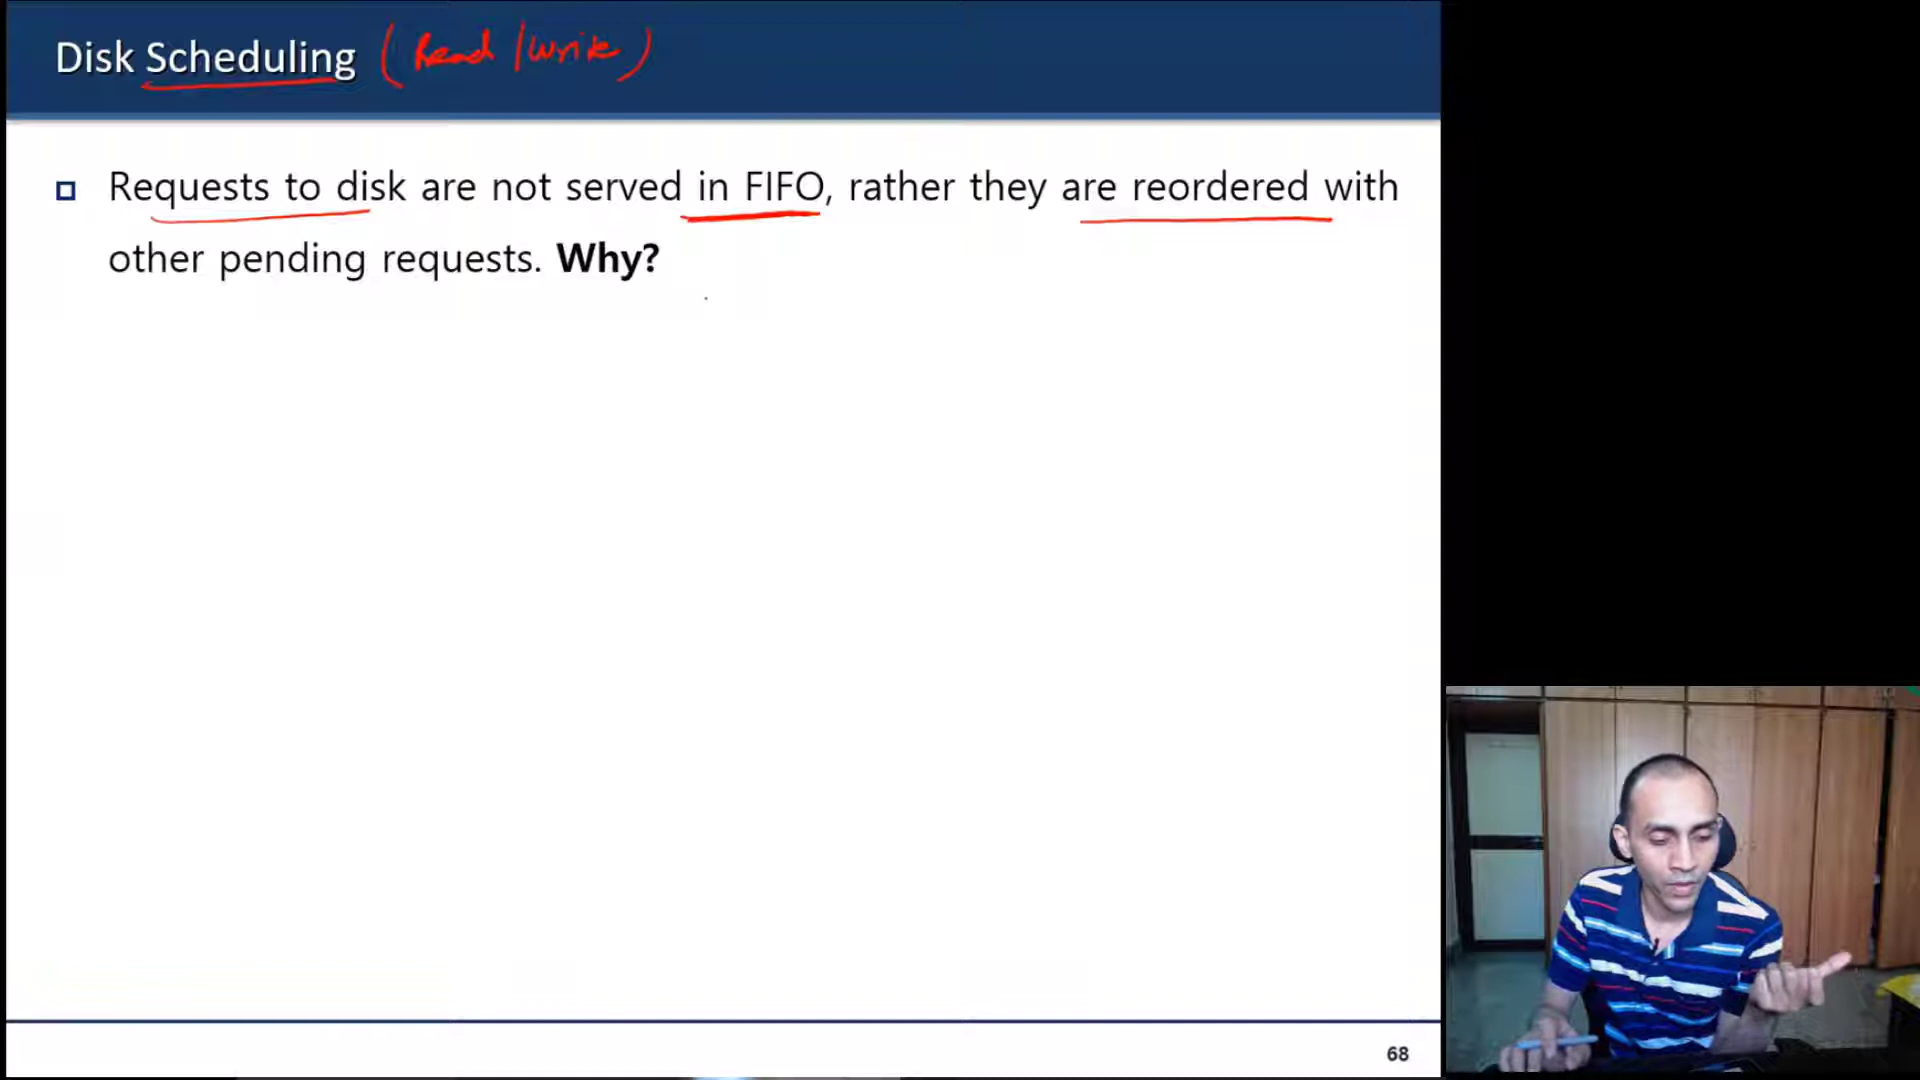 Disk Scheduling (Read/write)
Requests to disk are not served in FIFO, rather they are reordered with
other pending requests. Why?
68